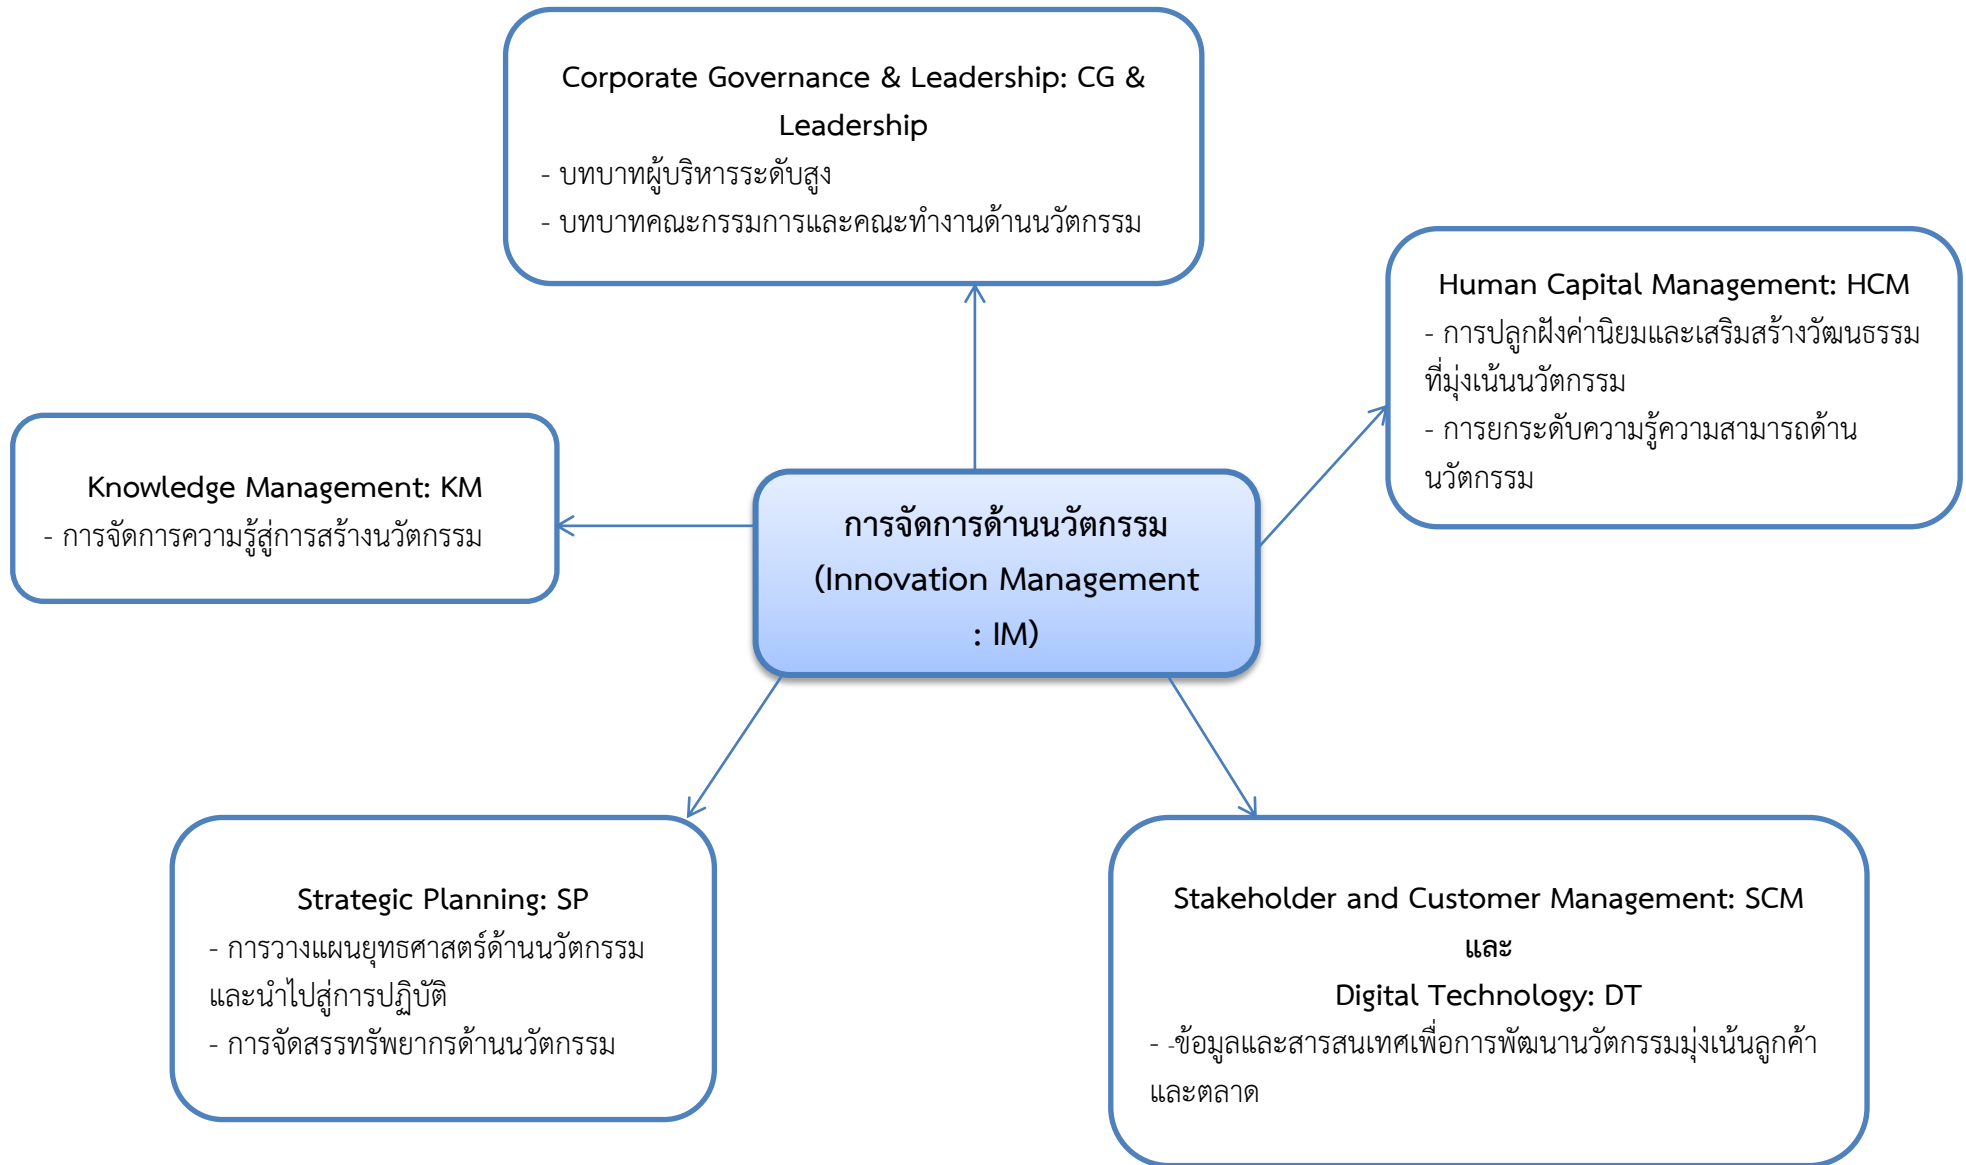 Corporate Governance & Leadership: CG &
Leadership
- บทบาทผู้บริหารระดับสูง
- บทบาทคณะกรรมการและคณะทำงานด้านนวัตกรรม
Human Capital Management: HCM
- การปลูกฝังค่านิยมและเสริมสร้างวัฒนธรรม
ที่มุ่งเน้นนวัตกรรม
- การยกระดับความรู้ความสามารถด้าน
นวัตกรรม
Knowledge Management: KM
- การจัดการความรู้สู่การสร้างนวัตกรรม
การจัดการด้านนวัตกรรม
(Innovation Management
: IM)
Strategic Planning: SP
- การวางแผนยุทธศาสตร์ด้านนวัตกรรม
และนำไปสู่การปฏิบัติ
- การจัดสรรทรัพยากรด้านนวัตกรรม
Stakeholder and Customer Management: SCM
และ
Digital Technology: DT
- -ข้อมูลและสารสนเทศเพื่อการพัฒนานวัตกรรมมุ่งเน้นลูกค้า
และตลาด